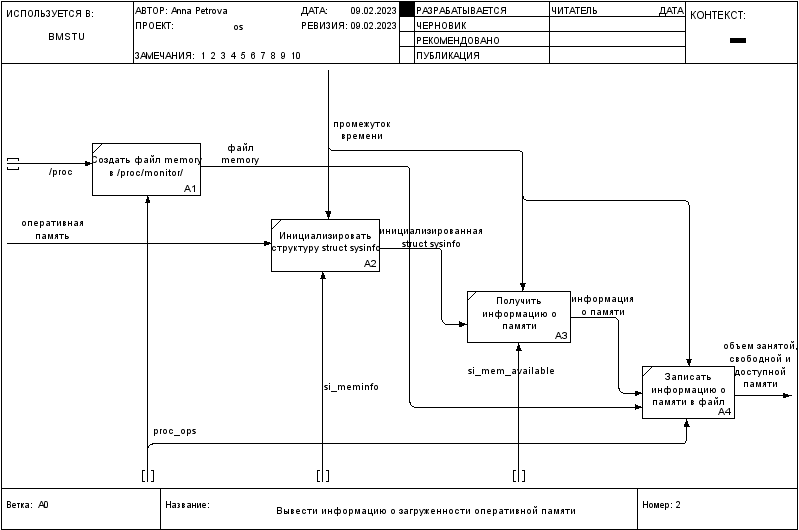 ИСПОЛЬЗУЕТСЯ В:
BMSTU
АВТОР: Anna Petrova
ДАТА: 09.02.2023
ПРОЕКТ: os
РЕВИЗИЯ: 09.02.2023
ЗАМЕЧАНИЯ: 1 2 3 4 5 6 7 8 9 10
РАЗРАБАТЫВАЕТСЯ
ЧЕРНОВИК
РЕКОМЕНДОВАНО
ПУБЛИКАЦИЯ
ЧИТАТЕЛЬ
ДАТА
КОНТЕКСТ:
промежуток
времени
файл
memory
Создать файл memory
в /proc/monitor/
A1
/proc
оперативная
память
Инициализировать
структуру struct sysinfo
A2
инициализированная
struct sysinfo
Получить
информацию о
памяти
A3
информация
о памяти
объем занятой,
свободной и
доступной
памяти
Записать
информацию о
памяти в файл
A4
si_mem_available
si_meminfo
proc_ops
Ветка: A0
Название:
Вывести информацию о загруженности оперативной памяти
Номер: 2